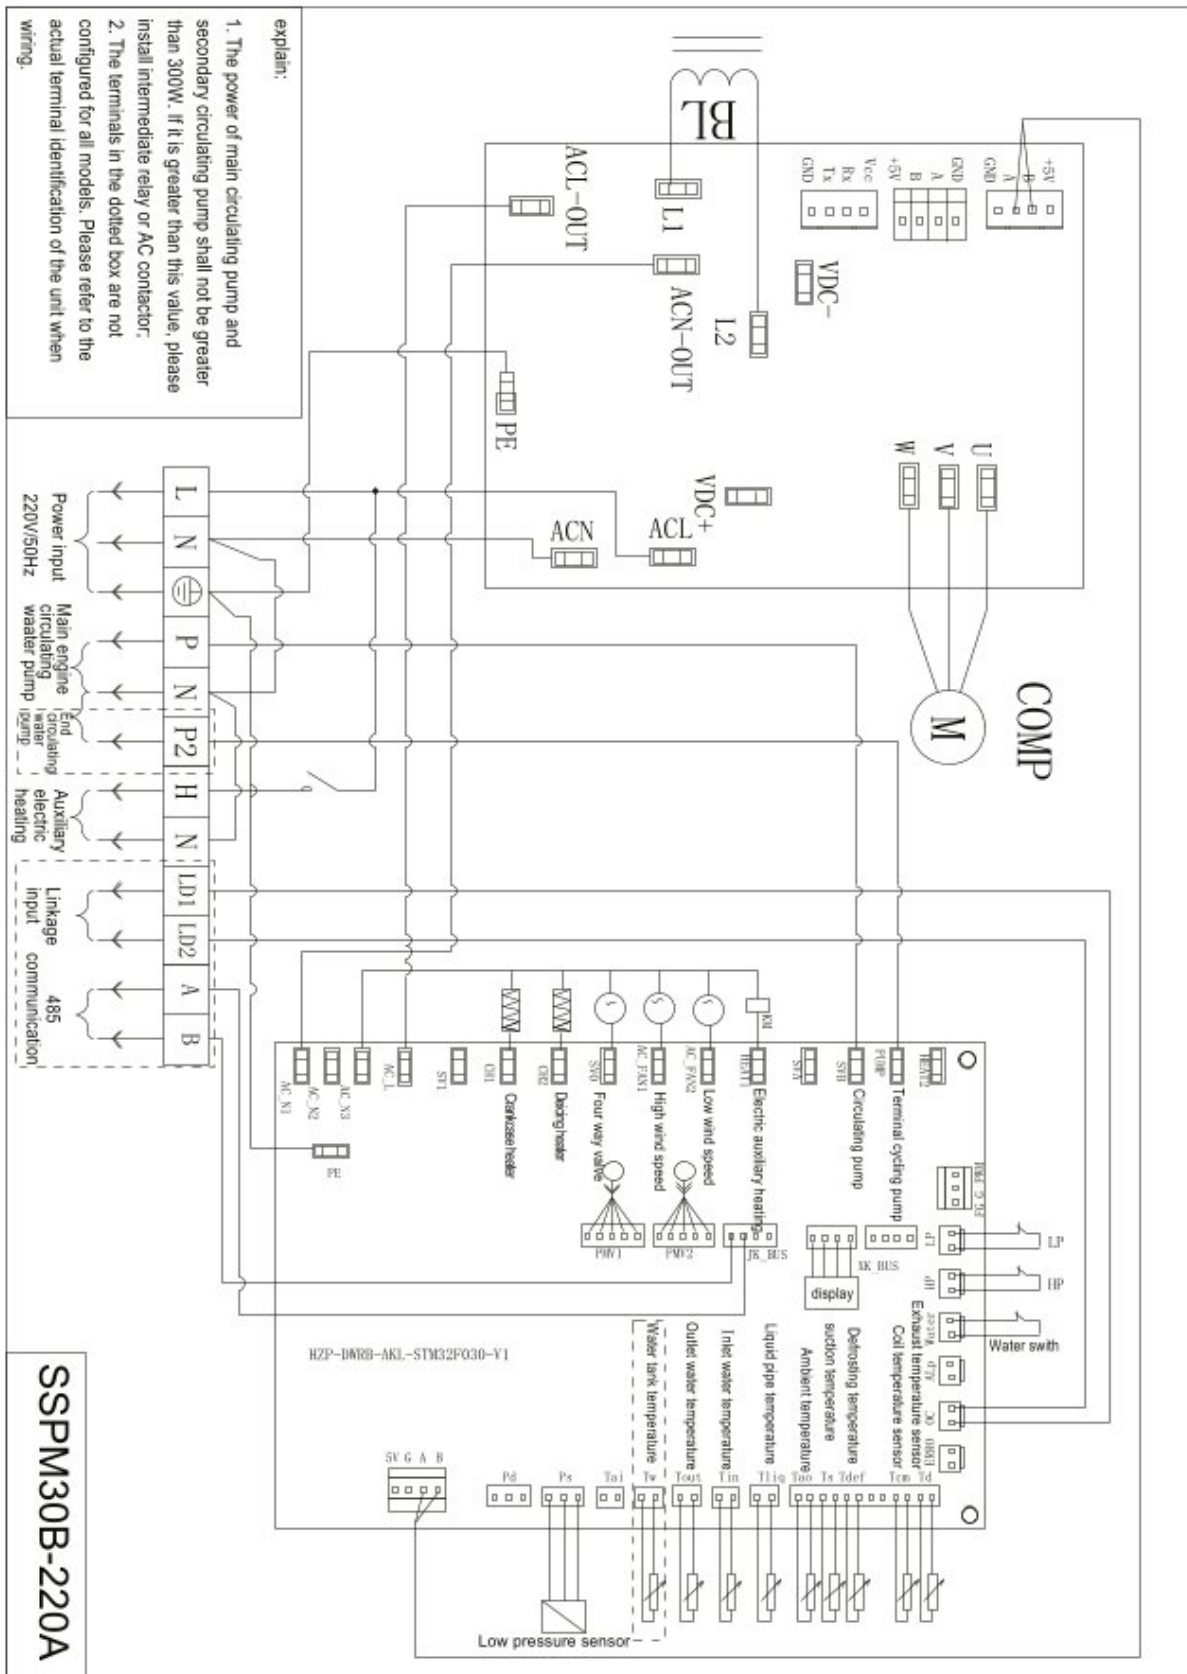 explain:
1. The power of main circulating pump and
secondary circulating pump shall not be greater
than 300W. If it is greater than this value, please
install intermediate relay or AC contactor;
2. The terminals in the dotted box are not
configured for all models. Please refer to the
actual terminal identification of the unit when
wiring.
BL
ACL-OUT
L1
ACN-OUT
L2
PE
GND
Tx
Rx
Vcc
+5V
B
A
GND
GND
A
B
+5V
VDC-
VDC+
W
V
U
ACN
ACL
COMP
M
L
N
P
N
P2
H
N
LD1
LD2
A
B
Power input
220V/50Hz
Main engine
circulating
waater pump
End
circulating
water
pump
Auxiliary
electric
heating
Linkage
input
485
communication
AC_N1
AC_N2
AC_N3
AC_L
SV1
CH1
CH2
SV0
AC_FAN1
AC_FAN2
HEAT1
SVA
SVB
PUMP
HEAT2
KM
PE
Crankcase heater
Deicing heater
Four way valve
High wind speed
Low wind speed
Electric auxiliary heating
Circulating pump
Terminal cycling pump
PMV1
PMV2
JK_BUS
XK_BUS
display
LP
LP
HP
HP
Water
Water swith
ALP
OC
HZP-DWRB-AKL-STM32F030-V1
Water tank temperature
Outlet water temperature
Inlet water temperature
Liquid pipe temperature
Ambient temperature
suction temperature
Defrosting temperature
Coil temperature sensor
Exhaust temperature sensor
5V G A B
Pd
Ps
Tai
Tw
Tout
Tin
Tliq
Tao
Ts
Tdef
Tcm
Td
Low pressure sensor
SSPM30B-220A